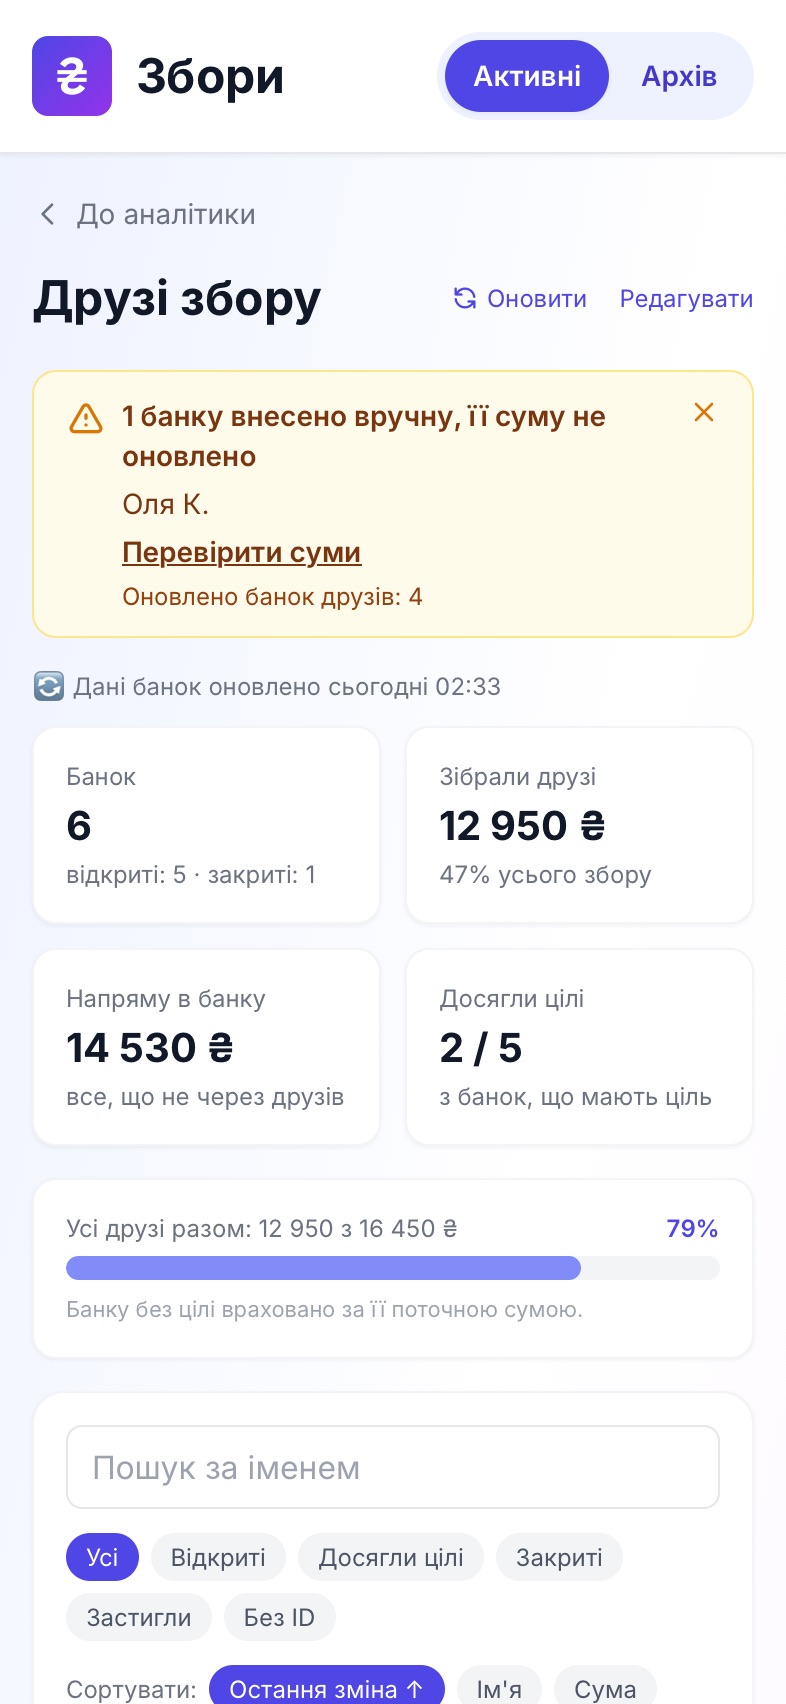 ₴ Збори Активні Архів
До аналітики
Друзі збору Оновити Редагувати
1 банку внесено вручну, її суму не
оновлено
Оля К.
Перевірити суми
Оновлено банок друзів: 4
Дані банок оновлено сьогодні 02:33
Банок
6
відкриті: 5 · закриті: 1
Зібрали друзі
12 950 ₴
47% усього збору
Напряму в банку
14 530 ₴
все, що не через друзів
Досягли цілі
2 / 5
з банок, що мають ціль
Усі друзі разом: 12 950 з 16 450 ₴ 79%
Банку без цілі враховано за її поточною сумою.
Пошук за іменем
Усі Відкриті Досягли цілі Закриті
Застигли Без ID
Сортувати: Остання зміна ↑ Ім'я Сума